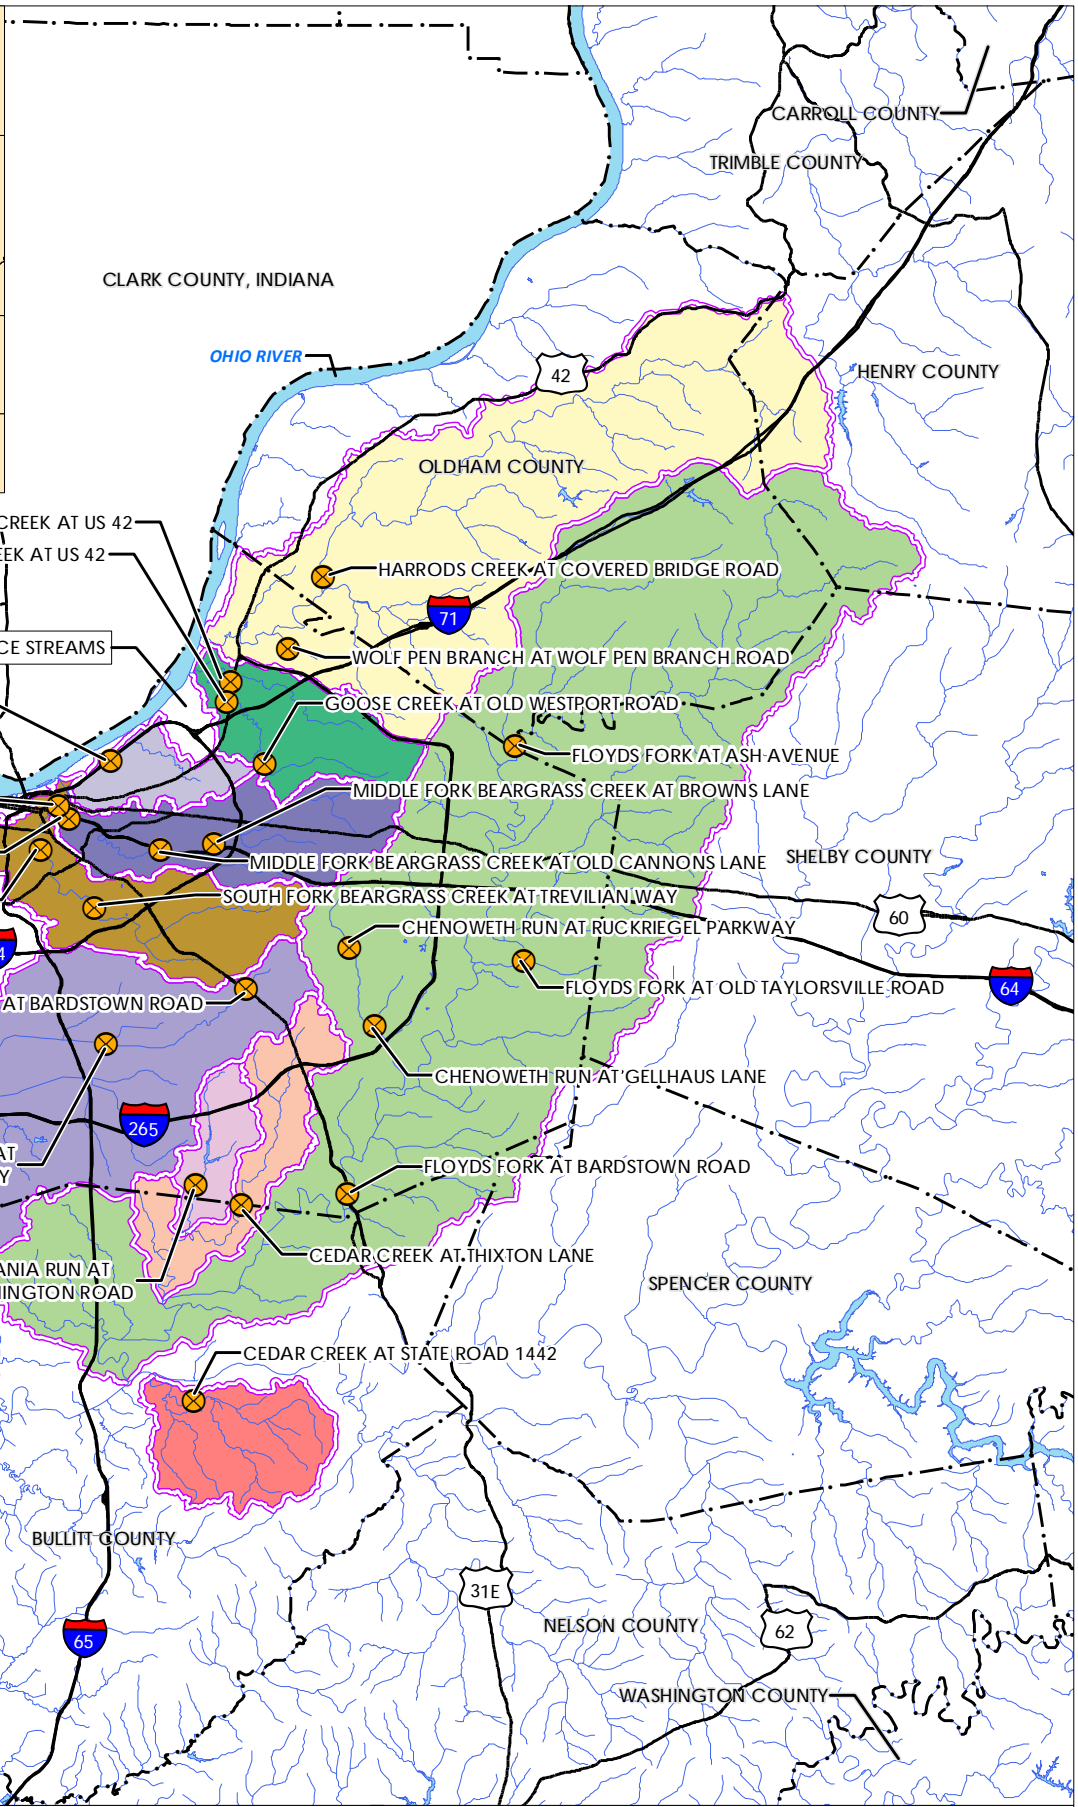 CARROLL COUNTY
TRIMBLE COUNTY
CLARK COUNTY, INDIANA
OHIO RIVER
42
HENRY COUNTY
OLDHAM COUNTY
CREEK AT US 42
EEK AT US 42
HARRODS CREEK AT COVERED BRIDGE ROAD
71
CE STREAMS
WOLF PEN BRANCH AT WOLF PEN BRANCH ROAD
GOOSE CREEK AT OLD WESTPORT ROAD
FLOYDS FORK AT ASH AVENUE
MIDDLE FORK BEARGRASS CREEK AT BROWNS LANE
MIDDLE FORK BEARGRASS CREEK AT OLD CANNONS LANE
SHELBY COUNTY
SOUTH FORK BEARGRASS CREEK AT TREVILIAN WAY
60
CHENOWETH RUN AT RUCKRIEGEL PARKWAY
4
FLOYDS FORK AT OLD TAYLORSVILLE ROAD
64
AT BARDSTOWN ROAD
CHENOWETH RUN AT GELLHAUS LANE
265
AT
Y
FLOYDS FORK AT BARDSTOWN ROAD
CEDAR CREEK AT THIXTON LANE
ANIA RUN AT
INGTON ROAD
SPENCER COUNTY
CEDAR CREEK AT STATE ROAD 1442
BULLITT COUNTY
31E
NELSON COUNTY
62
65
WASHINGTON COUNTY